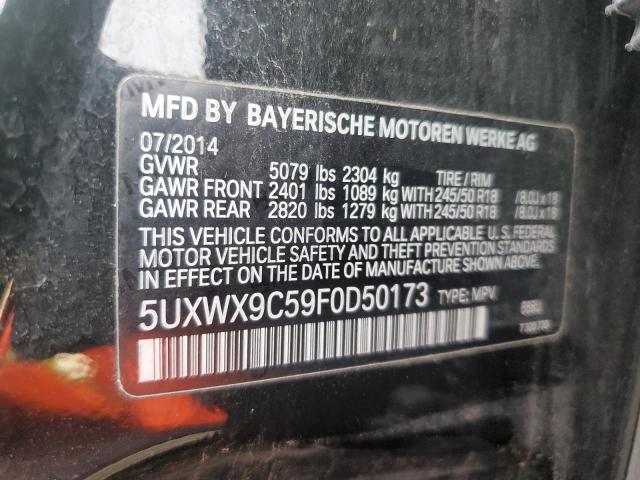 MFD BY BAYERISCHE MOTOREN WERKE AG
07/2014
GVWR 5079 lbs 2304 kg TIRE / RIM
GAWR FRONT 2401 lbs 1089 kg WITH 245/50 R18 / 8.0J x 18
GAWR REAR 2820 lbs 1279 kg WITH 245/50 R18 / 8.0J x 18
THIS VEHICLE CONFORMS TO ALL APPLICABLE U.S. FEDERAL
MOTOR VEHICLE SAFETY AND THEFT PREVENTION STANDARDS
IN EFFECT ON THE DATE OF MANUFACTURE SHOWN ABOVE.
5UXWX9C59F0D50173 TYPE: MPV